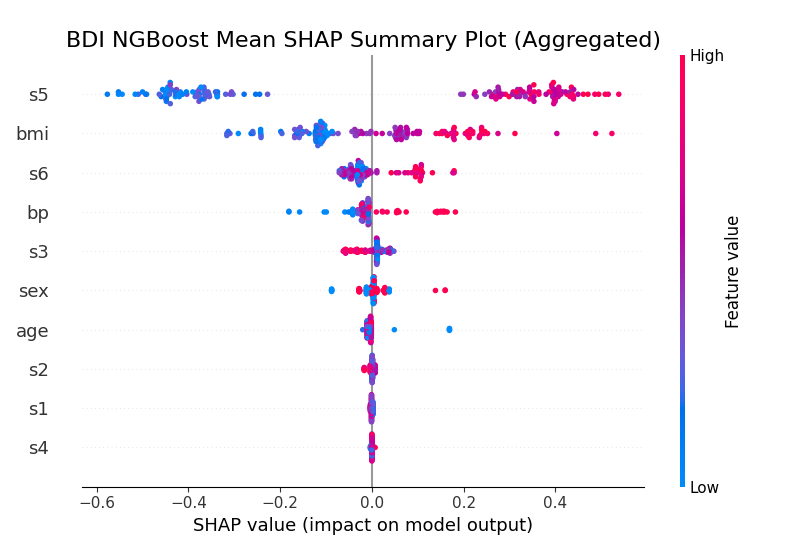 BDI NGBoost Mean SHAP Summary Plot (Aggregated)
High
s5
bmi
s6
bp
s3
sex
age
s2
s1
s4
Feature value
Low
−0.6 −0.4 −0.2 0.0 0.2 0.4
SHAP value (impact on model output)